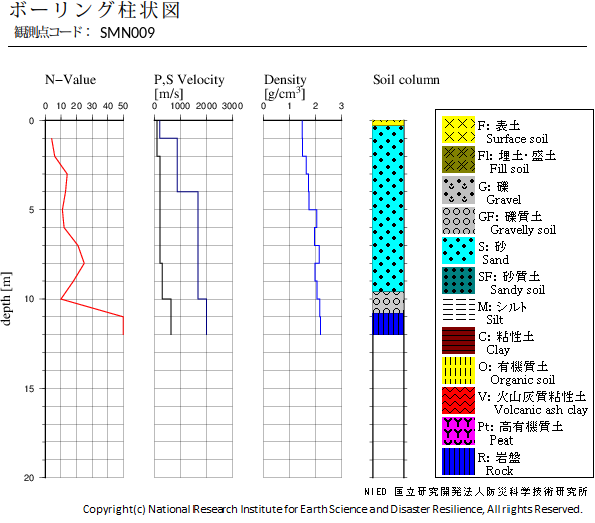 ボーリング柱状図
観測点コード： SMN009
N−Value
P,S Velocity
[m/s]
Density
[g/cm³]
Soil column
0 10 20 30 40 50
0 1000 2000 3000
0 1 2 3
0
5
10
15
20
depth [m]
F: 表土
Surface soil
Fl: 埋土・盛土
Fill soil
G: 礫
Gravel
GF: 礫質土
Gravelly soil
S: 砂
Sand
SF: 砂質土
Sandy soil
M: シルト
Silt
C: 粘性土
Clay
O: 有機質土
Organic soil
V: 火山灰質粘性土
Volcanic ash clay
Pt: 高有機質土
Peat
R: 岩盤
Rock
NIED 国立研究開発法人防災科学技術研究所
Copyright(c) National Research Institute for Earth Science and Disaster Resilience, All rights Reserved.